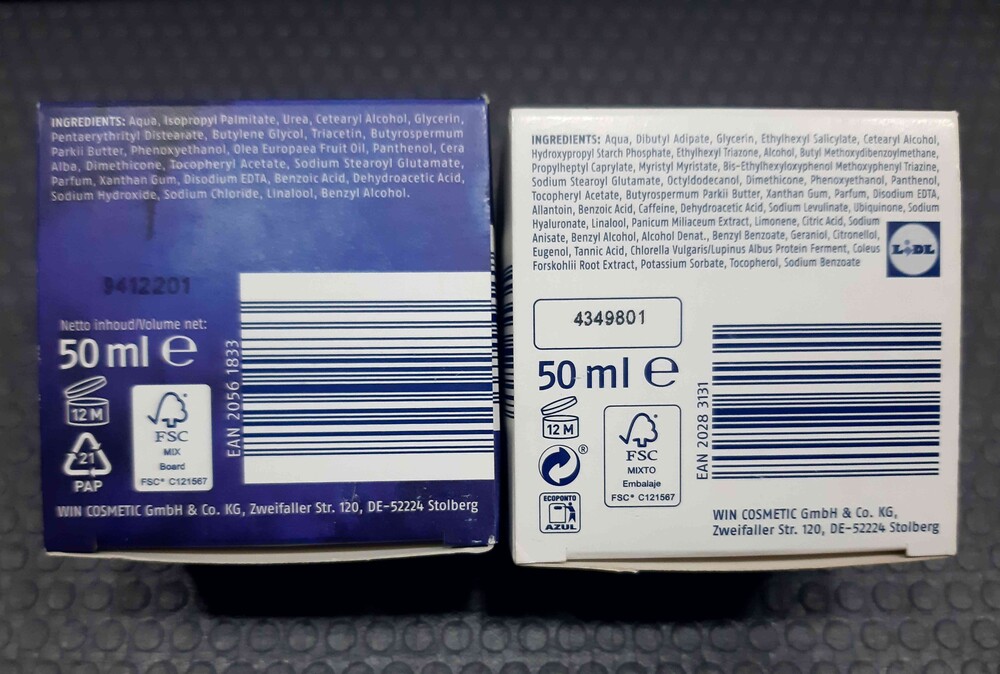 INGREDIENTS: Aqua, Isopropyl Palmitate, Urea, Cetearyl Alcohol, Glycerin,
Pentaerythrityl Distearate, Butylene Glycol, Triacetin, Butyrospermum
Parkii Butter, Phenoxyethanol, Olea Europaea Fruit Oil, Panthenol, Cera
Alba, Dimethicone, Tocopheryl Acetate, Sodium Stearoyl Glutamate,
Parfum, Xanthan Gum, Disodium EDTA, Benzoic Acid, Dehydroacetic Acid,
Sodium Hydroxide, Sodium Chloride, Linalool, Benzyl Alcohol.
9412201
Netto inhoud/Volume net:
50 ml e
12 M
21
PAP
FSC
MIX
Board
FSC® C121567
EAN 2056 1833
WIN COSMETIC GmbH & Co. KG, Zweifaller Str. 120, DE-52224 Stolberg
INGREDIENTS: Aqua, Dibutyl Adipate, Glycerin, Ethylhexyl Salicylate, Cetearyl Alcohol,
Hydroxypropyl Starch Phosphate, Ethylhexyl Triazone, Alcohol, Butyl Methoxydibenzoylmethane,
Propylheptyl Caprylate, Myristyl Myristate, Bis-Ethylhexyloxyphenol Methoxyphenyl Triazine,
Sodium Stearoyl Glutamate, Octyldodecanol, Dimethicone, Phenoxyethanol, Panthenol,
Tocopheryl Acetate, Butyrospermum Parkii Butter, Xanthan Gum, Parfum, Disodium EDTA,
Allantoin, Benzoic Acid, Caffeine, Dehydroacetic Acid, Sodium Levulinate, Ubiquinone, Sodium
Hyaluronate, Linalool, Panicum Miliaceum Extract, Limonene, Citric Acid, Sodium
Anisate, Benzyl Alcohol, Alcohol Denat., Benzyl Benzoate, Geraniol, Citronellol,
Eugenol, Tannic Acid, Chlorella Vulgaris/Lupinus Albus Protein Ferment, Coleus
Forskohlii Root Extract, Potassium Sorbate, Tocopherol, Sodium Benzoate
LIDL
4349801
50 ml e
12 M
®
ECOPONTO
AZUL
FSC
MIXTO
Embalaje
FSC® C121567
EAN 2028 3131
WIN COSMETIC GmbH & Co. KG,
Zweifaller Str. 120, DE-52224 Stolberg